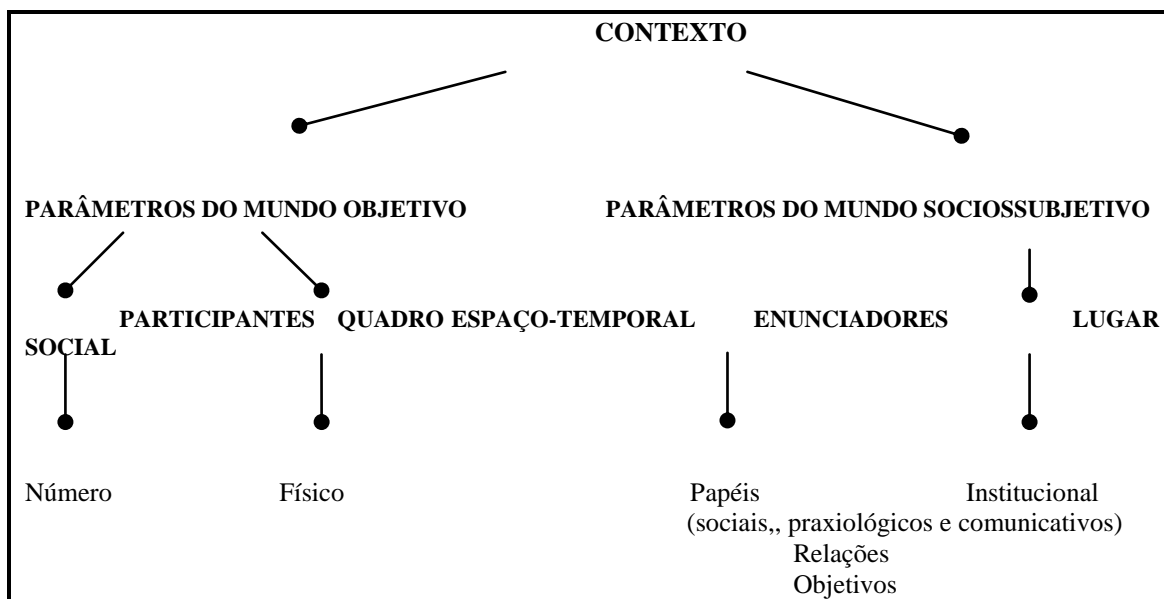 CONTEXTO
PARÂMETROS DO MUNDO OBJETIVO PARÂMETROS DO MUNDO SOCIOSSUBJETIVO
PARTICIPANTES QUADRO ESPAÇO-TEMPORAL ENUNCIADORES LUGAR
SOCIAL
Número Físico Papéis Institucional
(sociais,, praxiológicos e comunicativos)
Relações
Objetivos